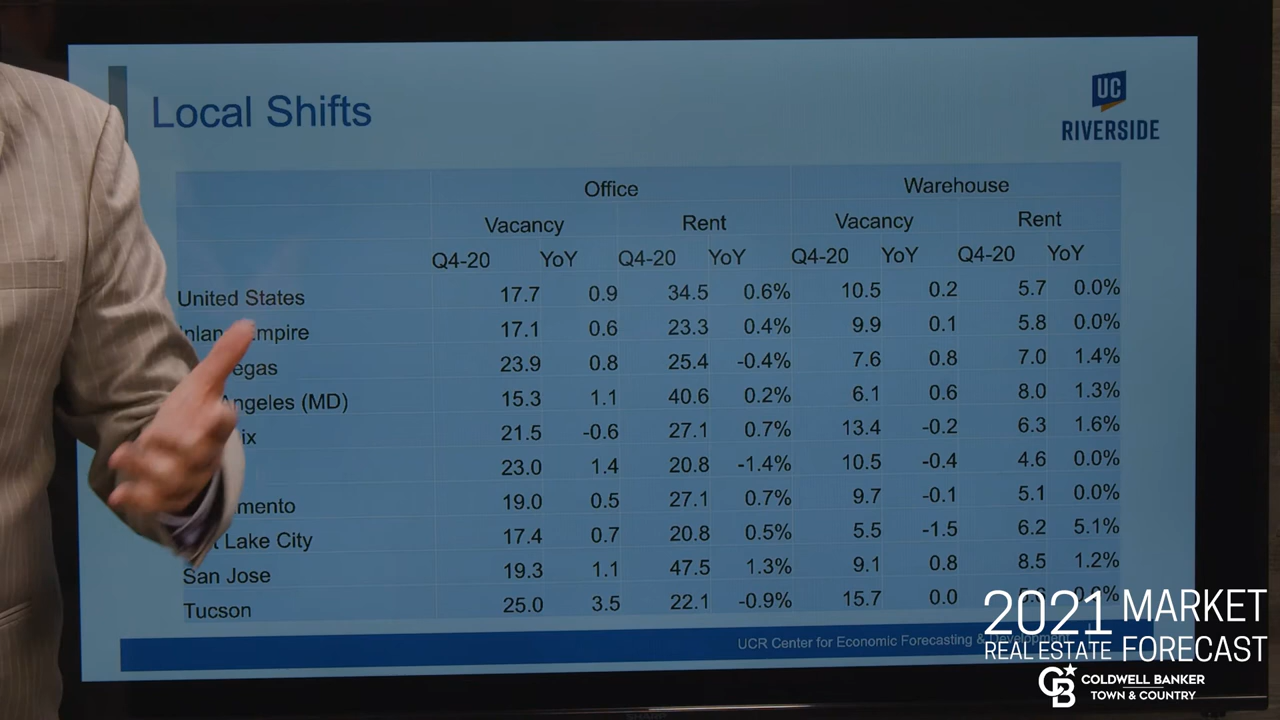 Local Shifts
UC
RIVERSIDE
Office Warehouse
Vacancy Rent Vacancy Rent
Q4-20 YoY Q4-20 YoY Q4-20 YoY Q4-20 YoY
United States 17.7 0.9 34.5 0.6% 10.5 0.2 5.7 0.0%
17.1 0.6 23.3 0.4% 9.9 0.1 5.8 0.0%
23.9 0.8 25.4 -0.4% 7.6 0.8 7.0 1.4%
Angeles (MD) 15.3 1.1 40.6 0.2% 6.1 0.6 8.0 1.3%
21.5 -0.6 27.1 0.7% 13.4 -0.2 6.3 1.6%
23.0 1.4 20.8 -1.4% 10.5 -0.4 4.6 0.0%
19.0 0.5 27.1 0.7% 9.7 -0.1 5.1 0.0%
Lake City 17.4 0.7 20.8 0.5% 5.5 -1.5 6.2 5.1%
San Jose 19.3 1.1 47.5 1.3% 9.1 0.8 8.5 1.2%
Tucson 25.0 3.5 22.1 -0.9% 15.7 0.0
UCR Center for Economic Forecasting & Development
2021 MARKET
REAL ESTATE FORECAST
CB
COLDWELL BANKER
TOWN & COUNTRY